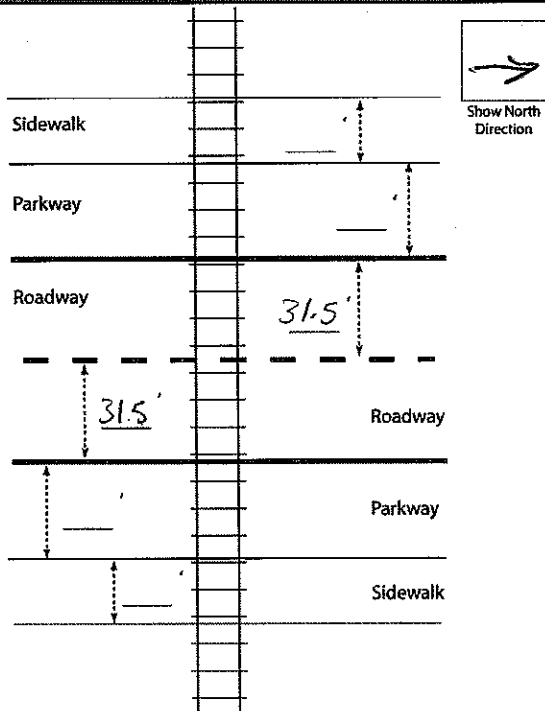 Show North
Direction
Sidewalk
'
Parkway
'
Roadway
31.5'
31.5'
Roadway
'
Parkway
'
Sidewalk